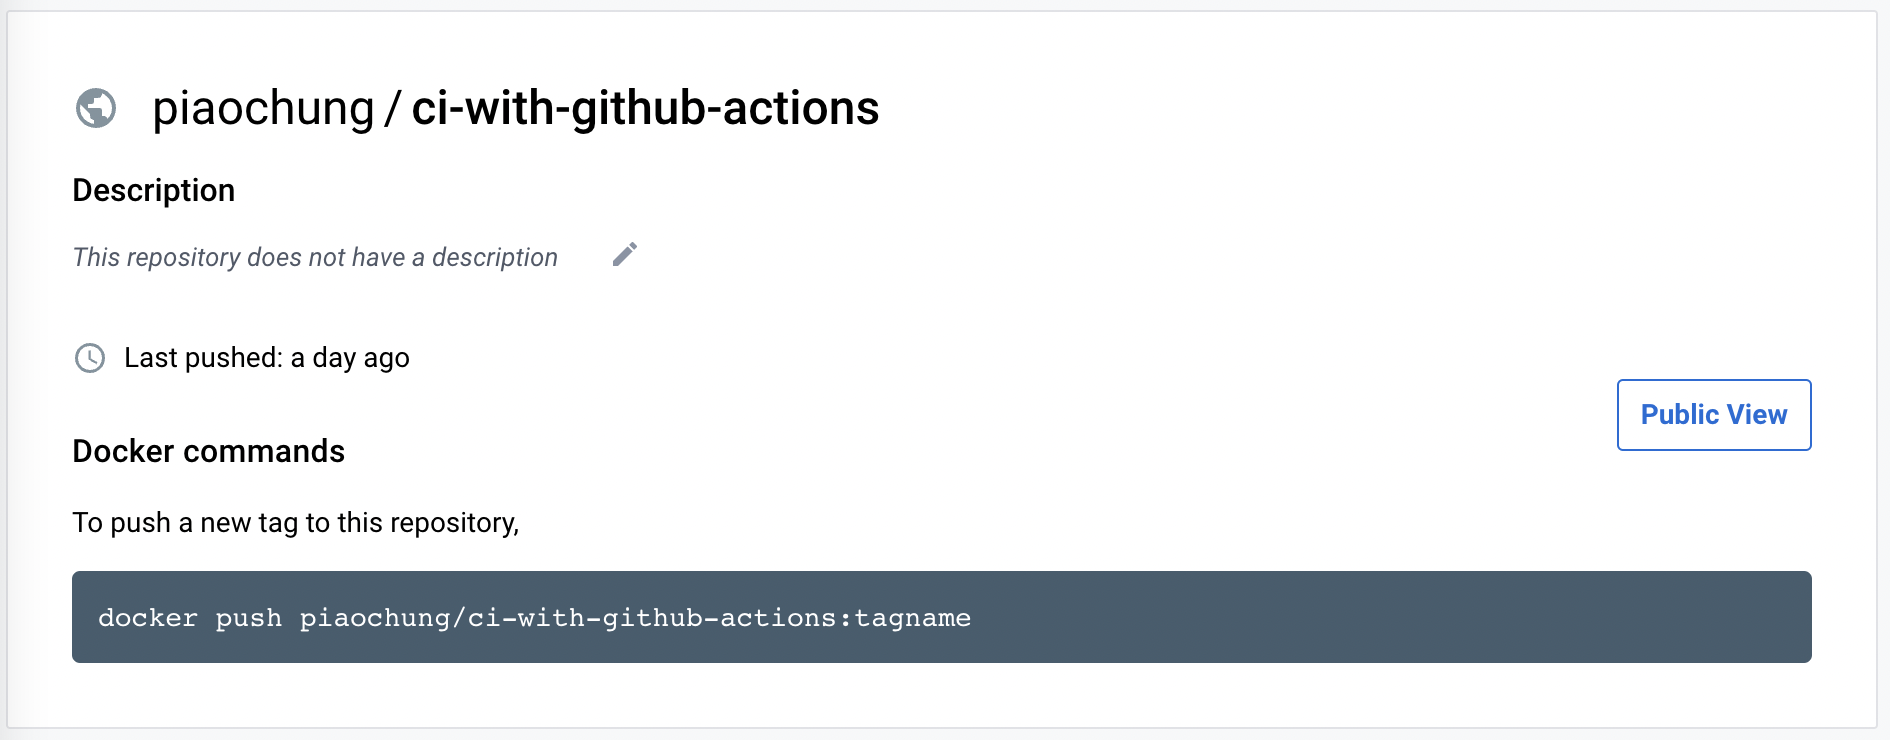 piaochung / ci-with-github-actions
Description
This repository does not have a description
Last pushed: a day ago
Public View
Docker commands
To push a new tag to this repository,
docker push piaochung/ci-with-github-actions:tagname